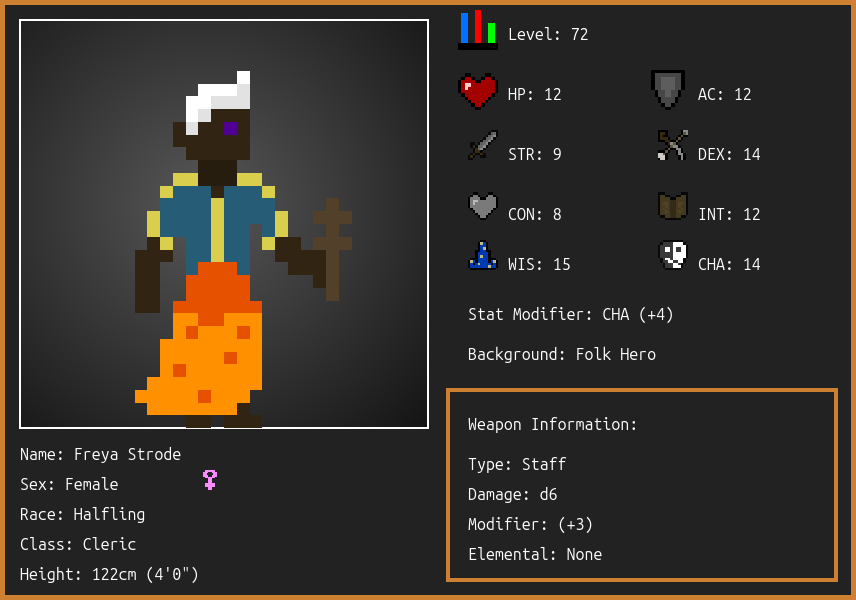 Level: 72
HP: 12
AC: 12
STR: 9
DEX: 14
CON: 8
INT: 12
WIS: 15
CHA: 14
Stat Modifier: CHA (+4)
Background: Folk Hero
Weapon Information:
Type: Staff
Damage: d6
Modifier: (+3)
Elemental: None
Name: Freya Strode
Sex: Female
Race: Halfling
Class: Cleric
Height: 122cm (4'0")